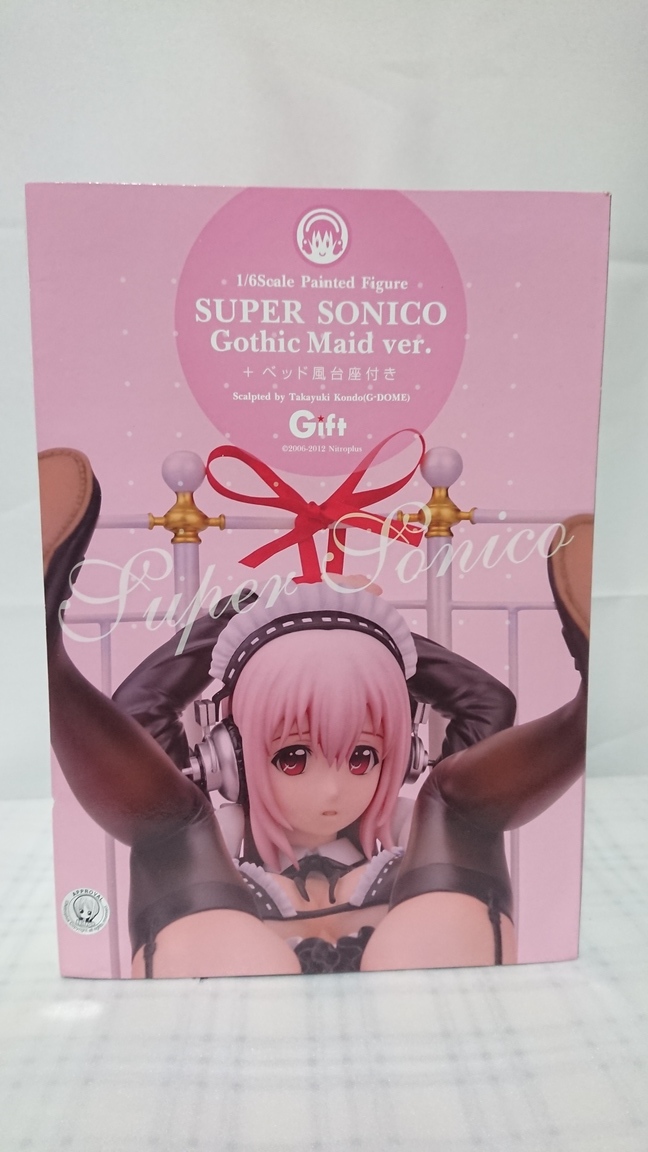 1/6Scale Painted Figure
SUPER SONICO
Gothic Maid ver.
+ ベッド風台座付き
Scalpted by Takayuki Kondo(G•DOME)
Gift
©2006-2012 Nitroplus
Super Sonico
APPROVAL